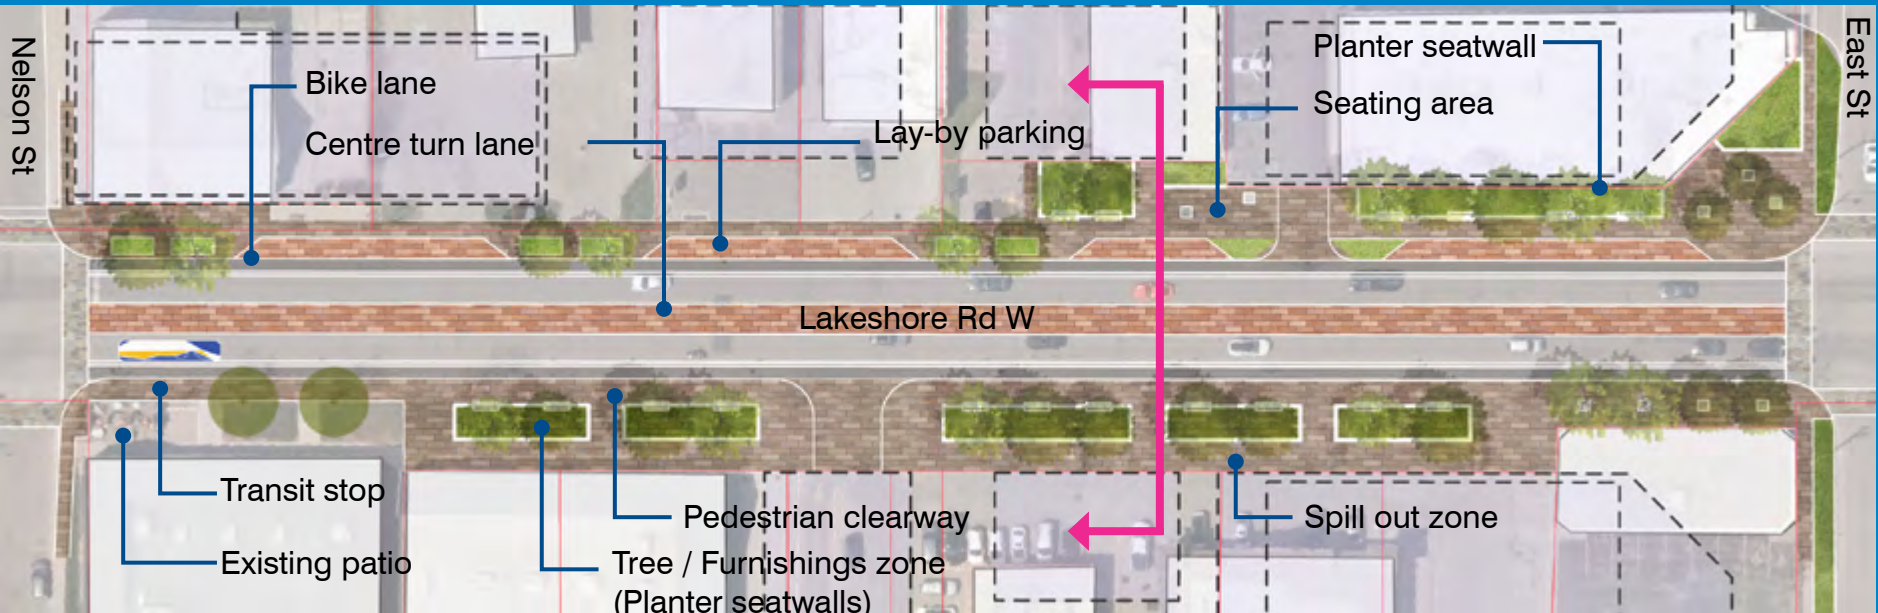 Nelson St
Bike lane
Centre turn lane
Lay-by parking
Planter seatwall
Seating area
East St
Lakeshore Rd W
Transit stop
Existing patio
Pedestrian clearway
Tree / Furnishings zone
(Planter seatwalls)
Spill out zone